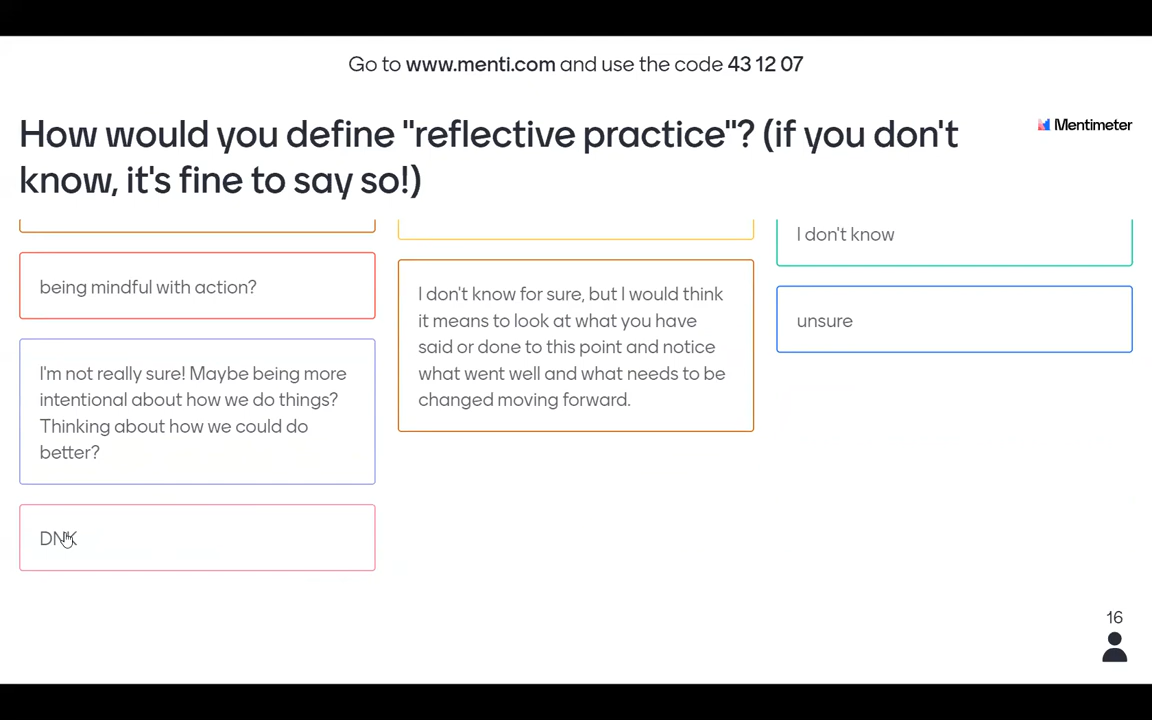 Go to www.menti.com and use the code 43 12 07
How would you define "reflective practice"? (if you don't
know, it's fine to say so!)
Mentimeter
being mindful with action?
I'm not really sure! Maybe being more
intentional about how we do things?
Thinking about how we could do
better?
DNK
I don't know for sure, but I would think
it means to look at what you have
said or done to this point and notice
what went well and what needs to be
changed moving forward.
I don't know
unsure
16